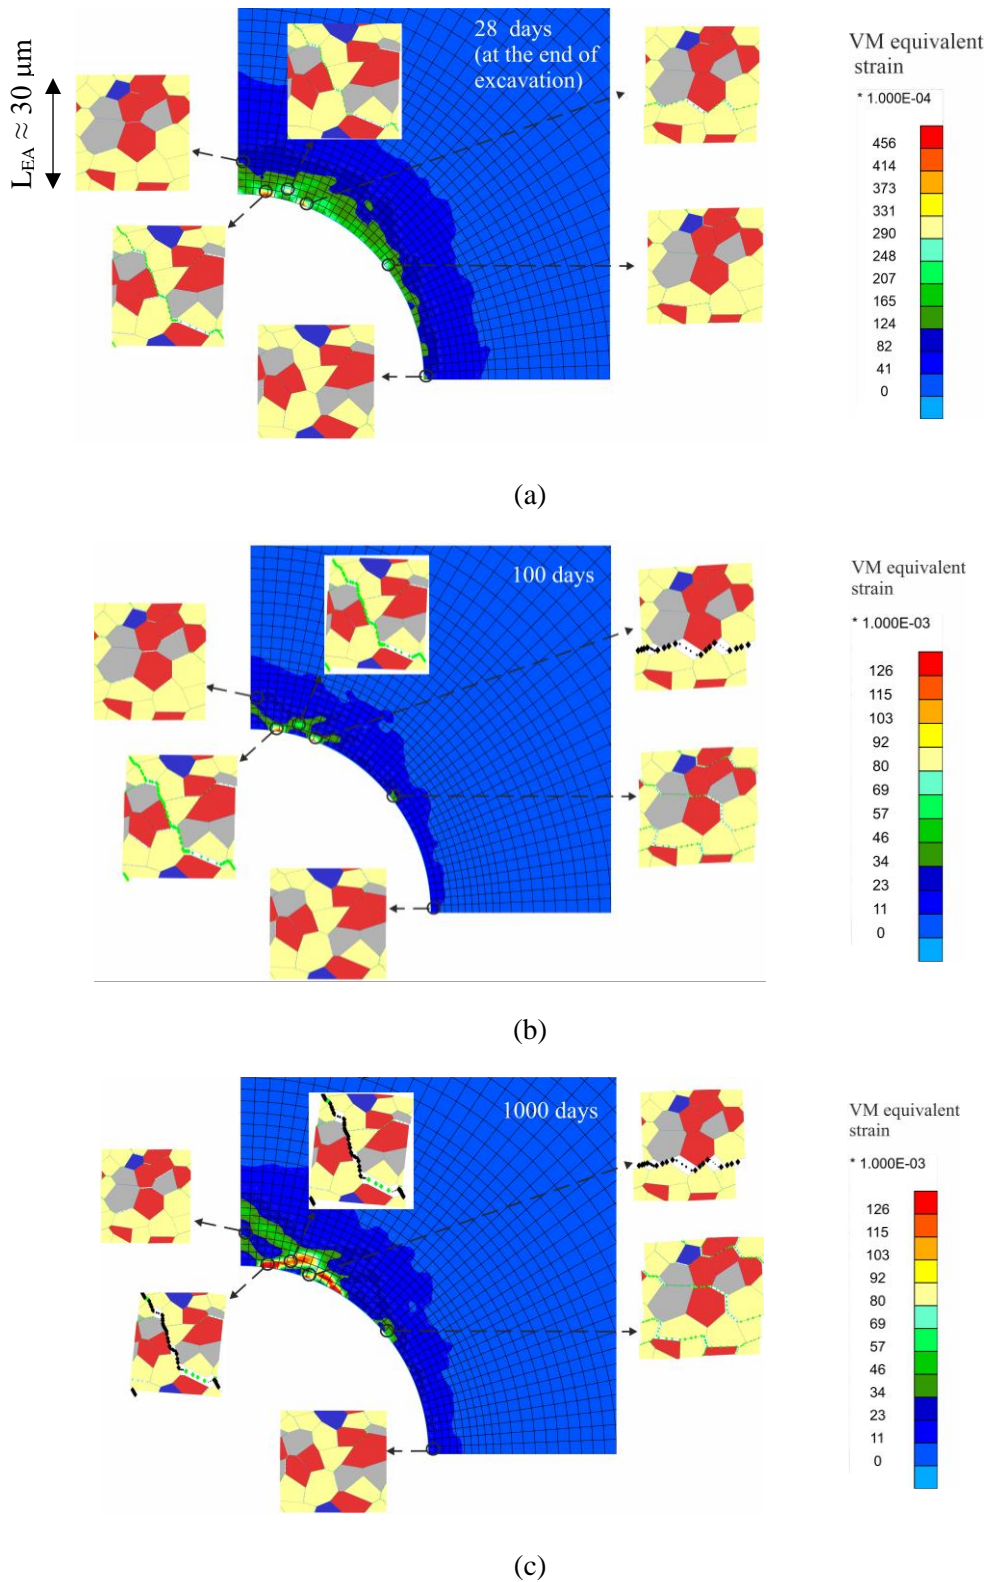 L_EA ≈ 30 μm
28 days
(at the end of
excavation)
VM equivalent
strain
* 1.000E-04
456
414
373
331
290
248
207
165
124
82
41
0
(a)
100 days
VM equivalent
strain
* 1.000E-03
126
115
103
92
80
69
57
46
34
23
11
0
(b)
1000 days
VM equivalent
strain
* 1.000E-03
126
115
103
92
80
69
57
46
34
23
11
0
(c)